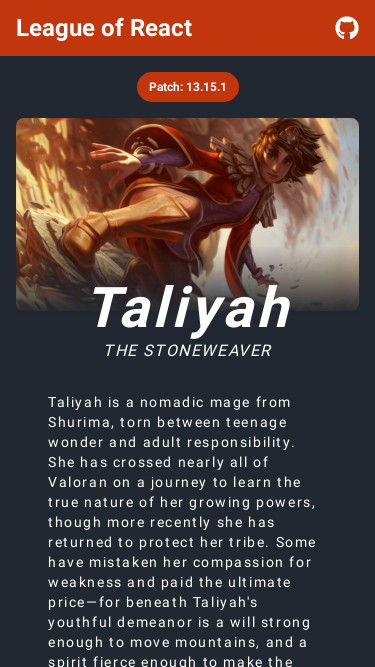 League of React
Patch: 13.15.1
Taliyah
THE STONEWEAVER
Taliyah is a nomadic mage from
Shurima, torn between teenage
wonder and adult responsibility.
She has crossed nearly all of
Valoran on a journey to learn the
true nature of her growing powers,
though more recently she has
returned to protect her tribe. Some
have mistaken her compassion for
weakness and paid the ultimate
price—for beneath Taliyah's
youthful demeanor is a will strong
enough to move mountains, and a
spirit fierce enough to make the